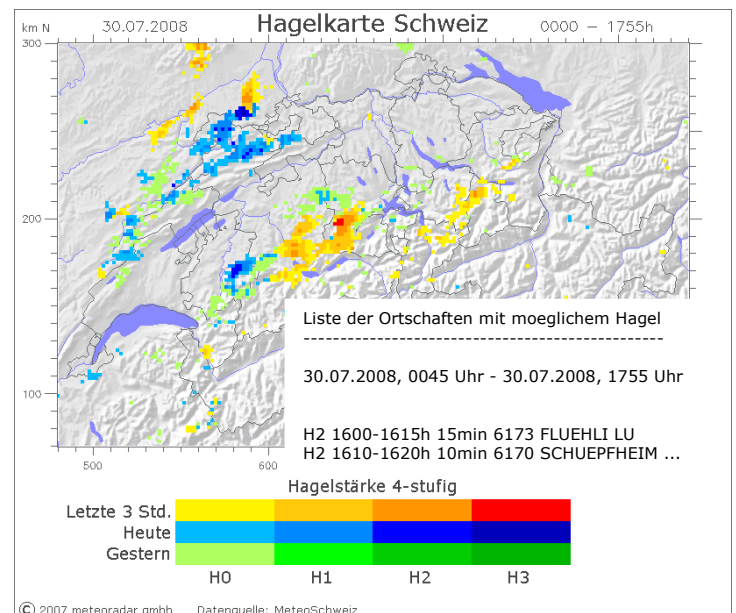 km N 30.07.2008 Hagelkarte Schweiz 0000 – 1755h
300
200
100
500 600
Liste der Ortschaften mit moeglichem Hagel
------------------------------------------------
30.07.2008, 0045 Uhr - 30.07.2008, 1755 Uhr
H2 1600-1615h 15min 6173 FLUEHLI LU
H2 1610-1620h 10min 6170 SCHUEPFHEIM ...
Hagelstärke 4-stufig
Letzte 3 Std.
Heute
Gestern
H0 H1 H2 H3
© 2007 meteoradar gmbh Datenquelle: MeteoSchweiz